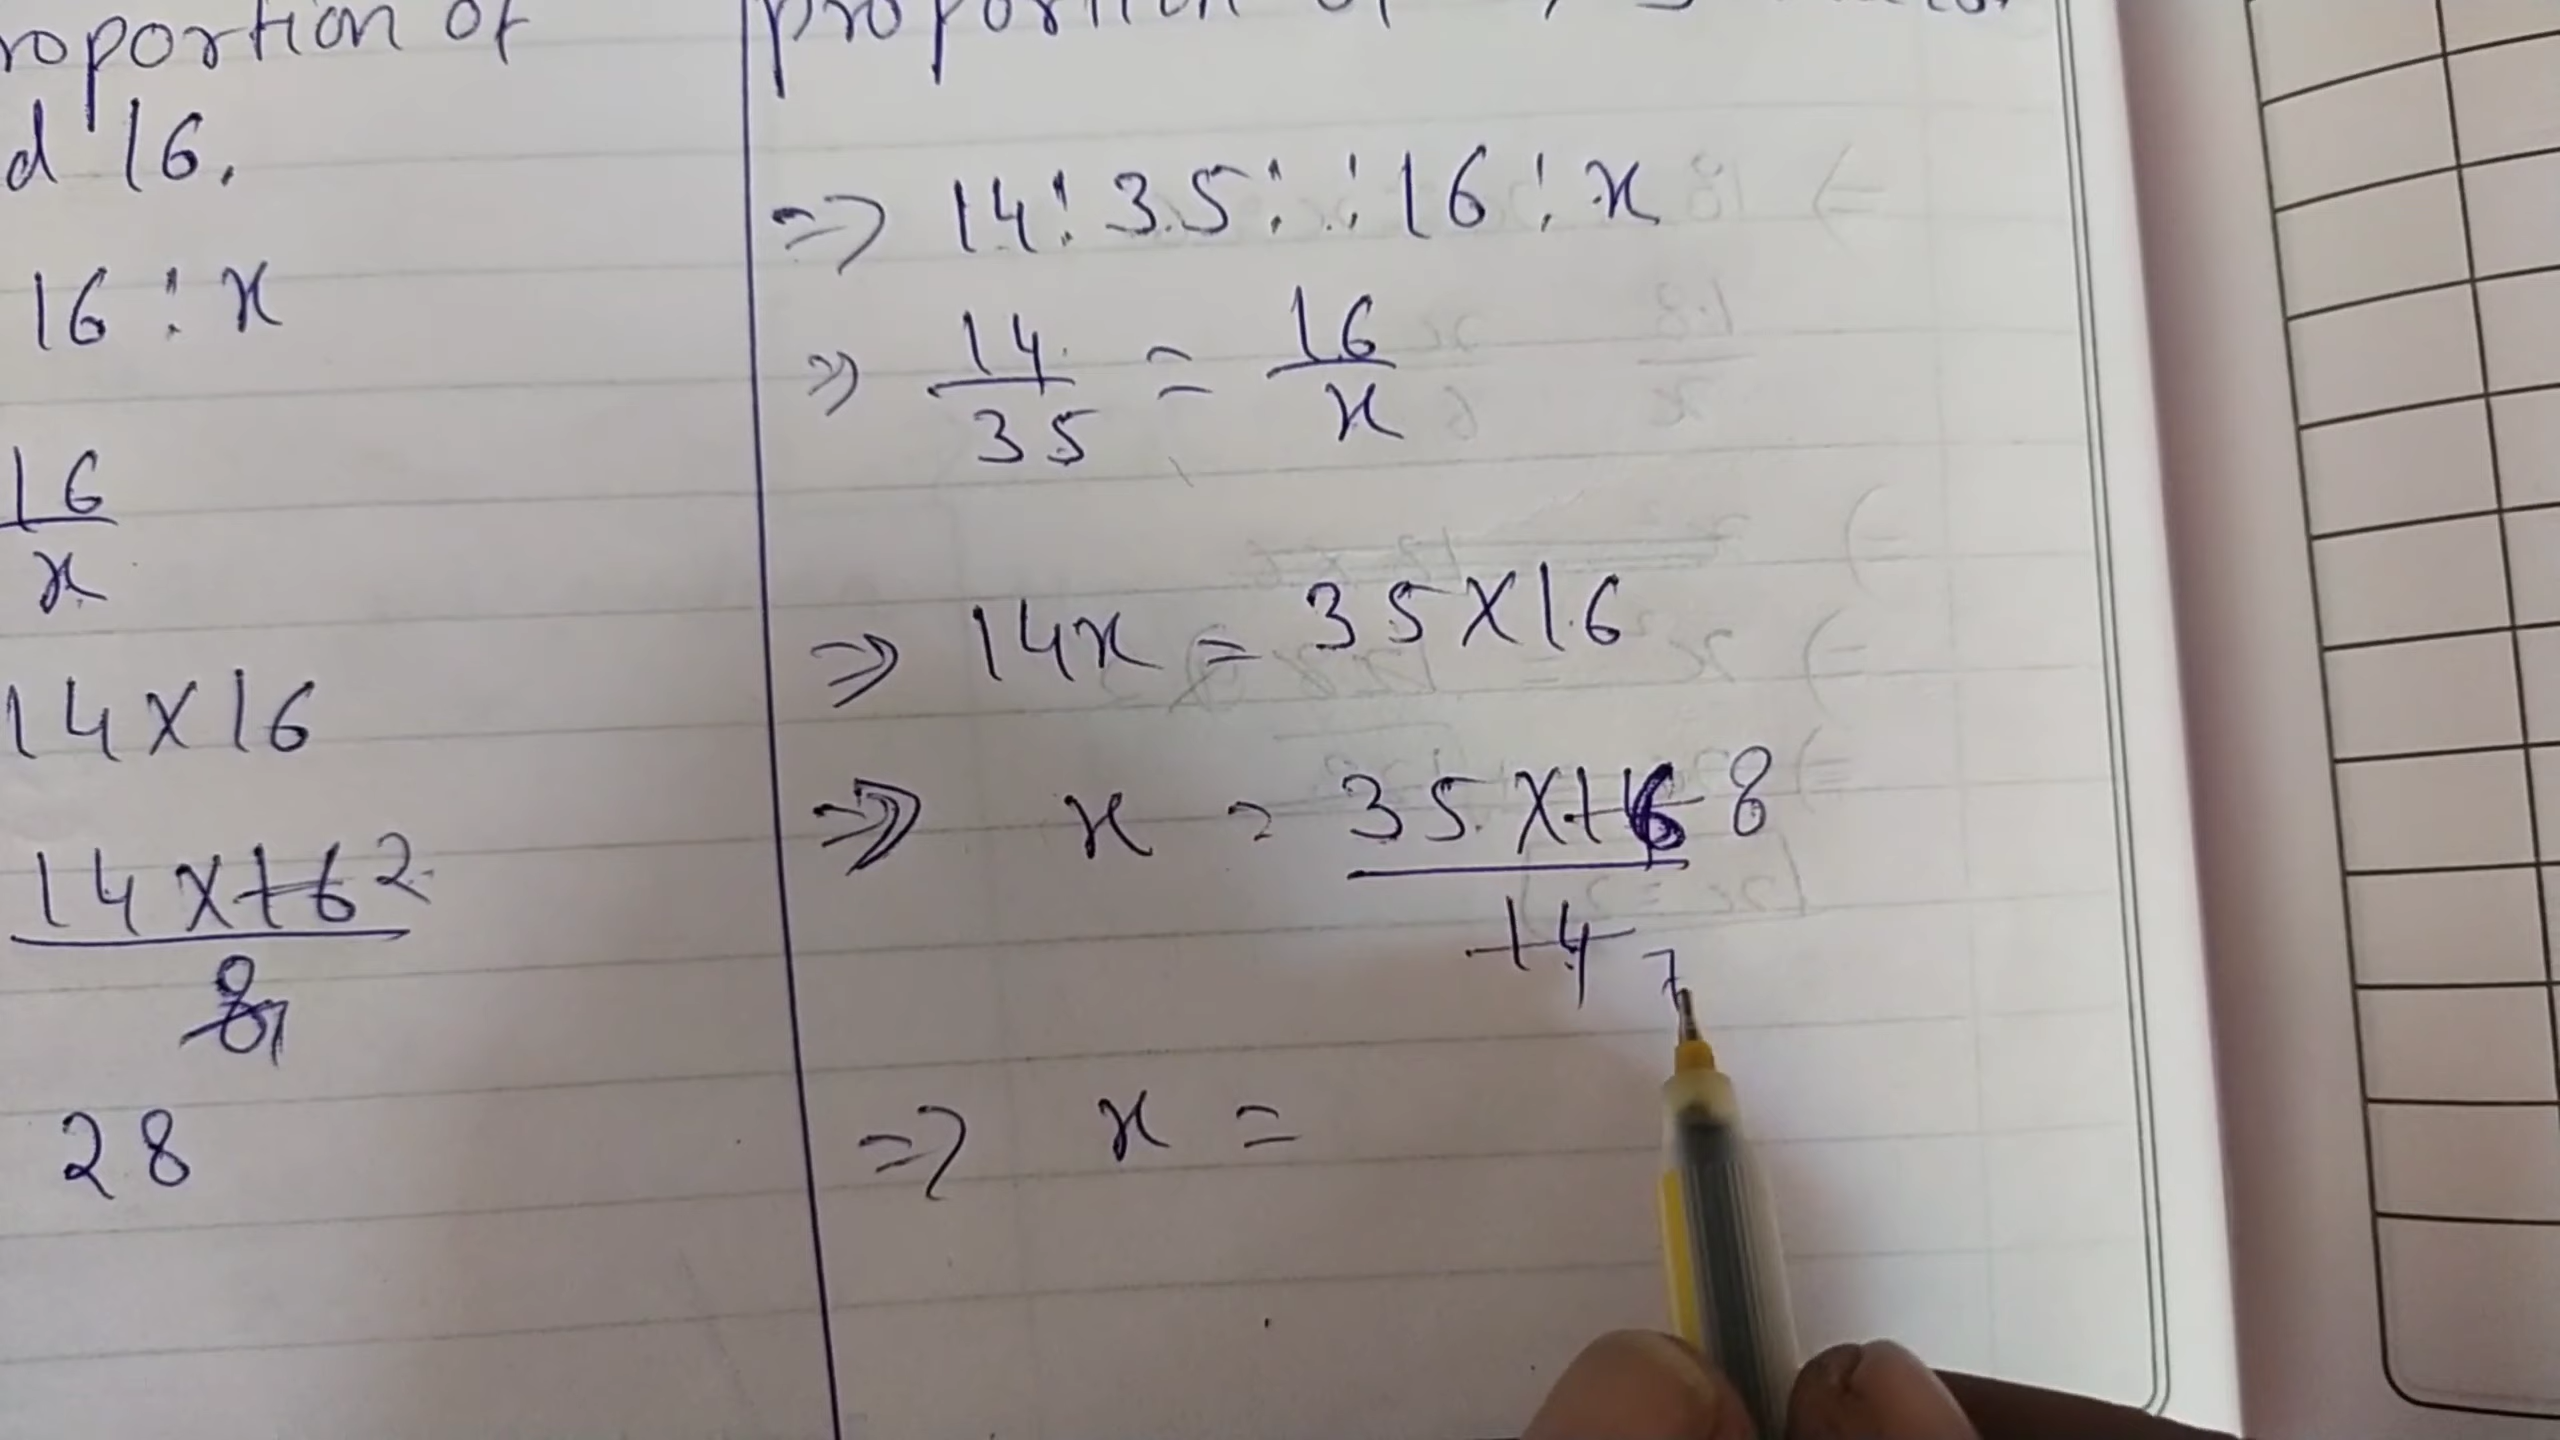 roportion of
d 16.
16 : x
16
x
14 X 16
14 X 16 2
8
28
proportion of
=> 14 : 35 :: 16 : x
=> 14/35 = 16/x
=> 14x = 35 X 16
=> x = 35 X 16 8
14 7
=> x =